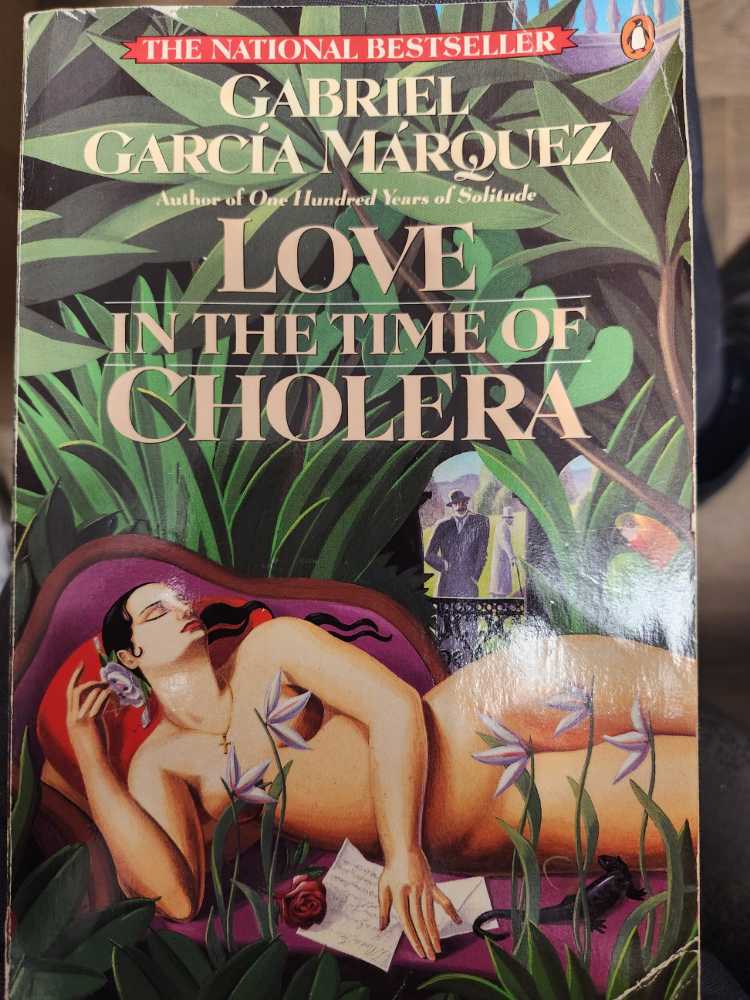 THE NATIONAL BESTSELLER
GABRIEL
GARCÍA MÁRQUEZ
Author of One Hundred Years of Solitude
LOVE
IN THE TIME OF
CHOLERA